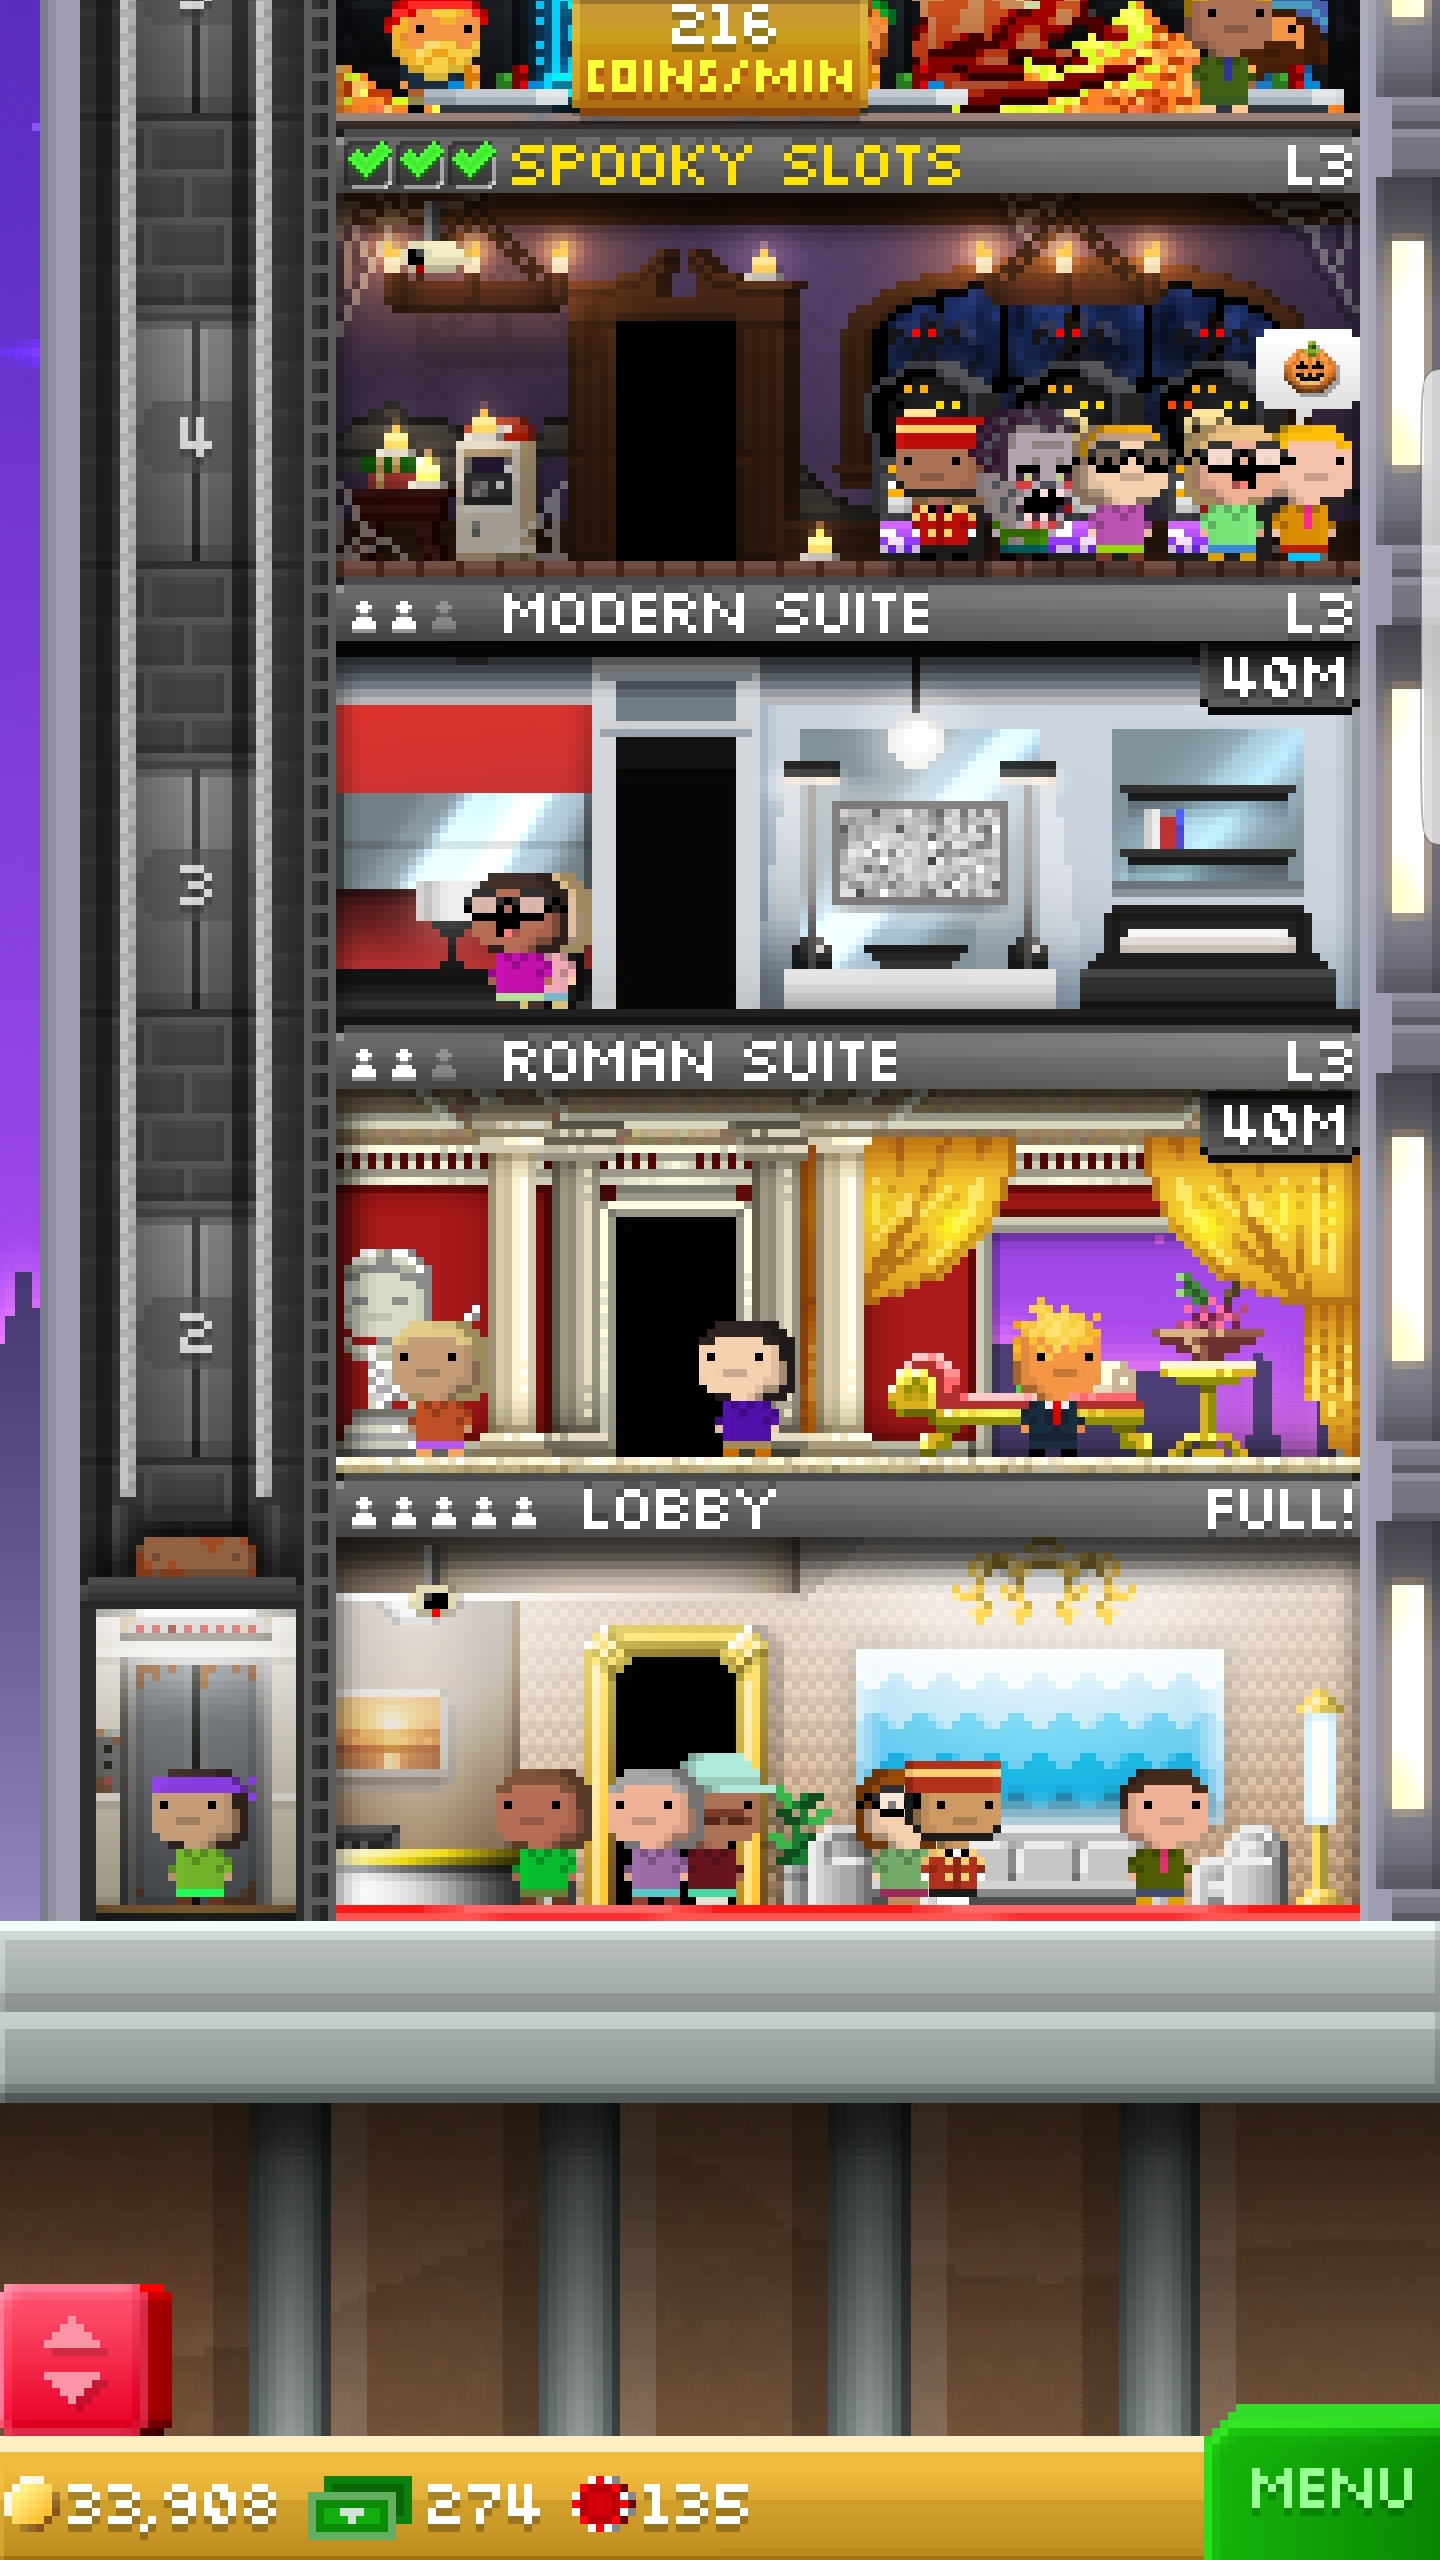 216
COINS/MIN
SPOOKY SLOTS L3
4
MODERN SUITE L3
40M
3
ROMAN SUITE L3
40M
2
LOBBY FULL!
33,908 274 135
MENU